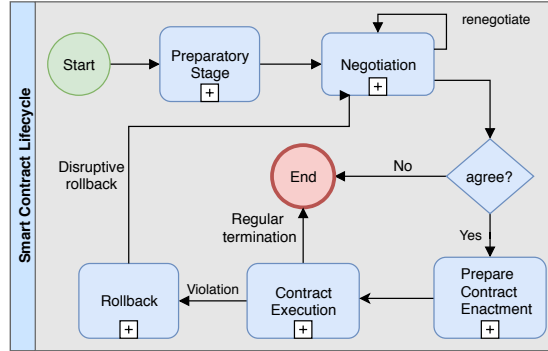 Smart Contract Lifecycle
Start
Preparatory
Stage
Negotiation
renegotiate
Disruptive
rollback
End
No
agree?
Regular
termination
Yes
Rollback
Violation
Contract
Execution
Prepare
Contract
Enactment